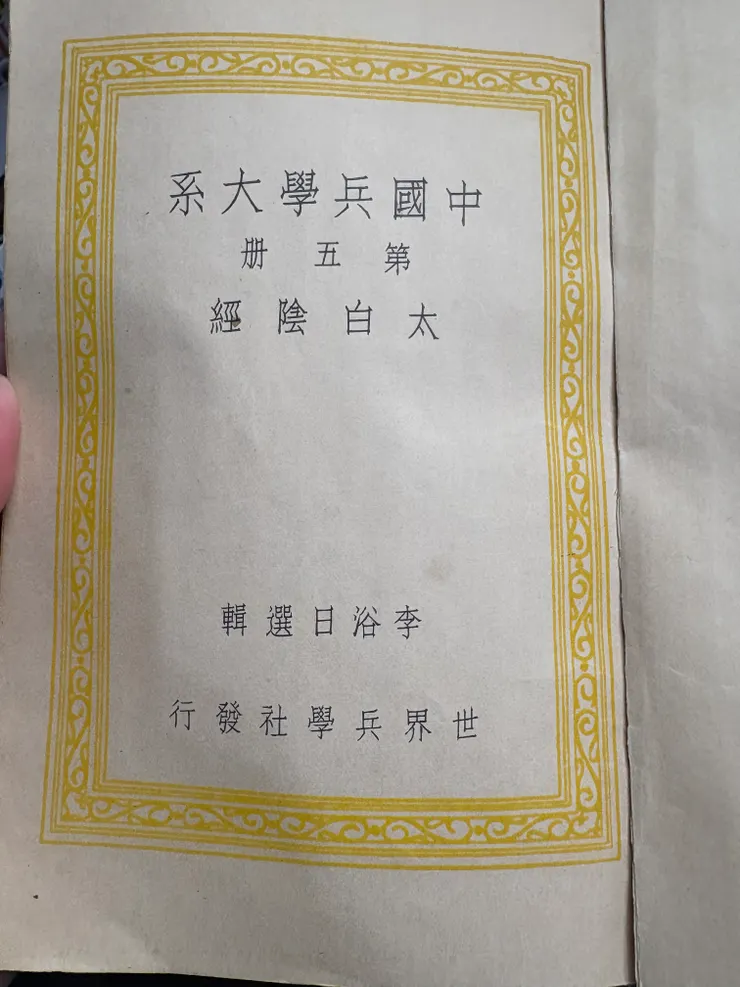 中國兵學大系
第五册
太白陰經
李浴日選輯
世界兵學社發行